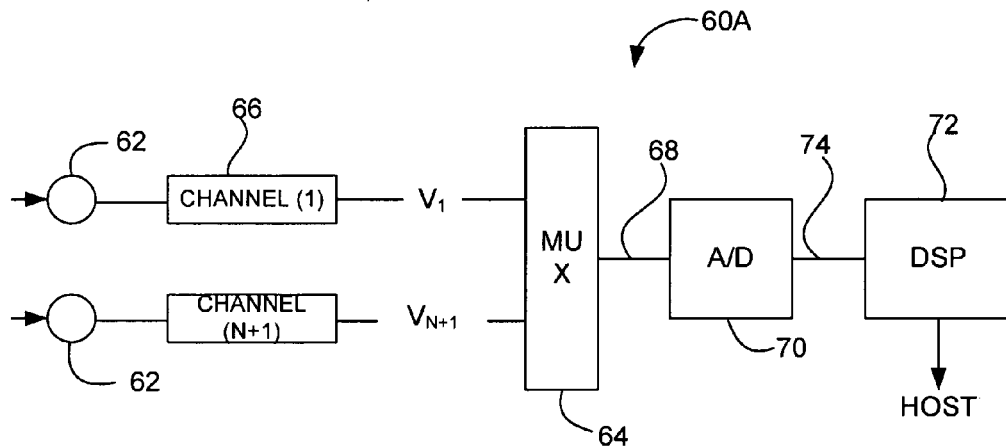 60A
66
62
68
74
72
CHANNEL (1)
V1
MU
X
A/D
DSP
CHANNEL
(N+1)
VN+1
62
70
64
HOST